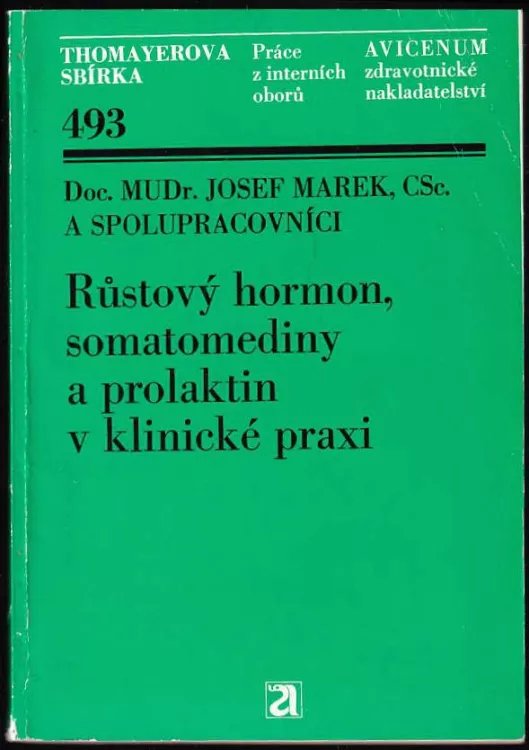 THOMAYEROVA
SBÍRKA
Práce
z interních
oborů
AVICENUM
zdravotnické
nakladatelství
493
Doc. MUDr. JOSEF MAREK, CSc.
A SPOLUPRACOVNÍCI
Růstový hormon,
somatomediny
a prolaktin
v klinické praxi
a